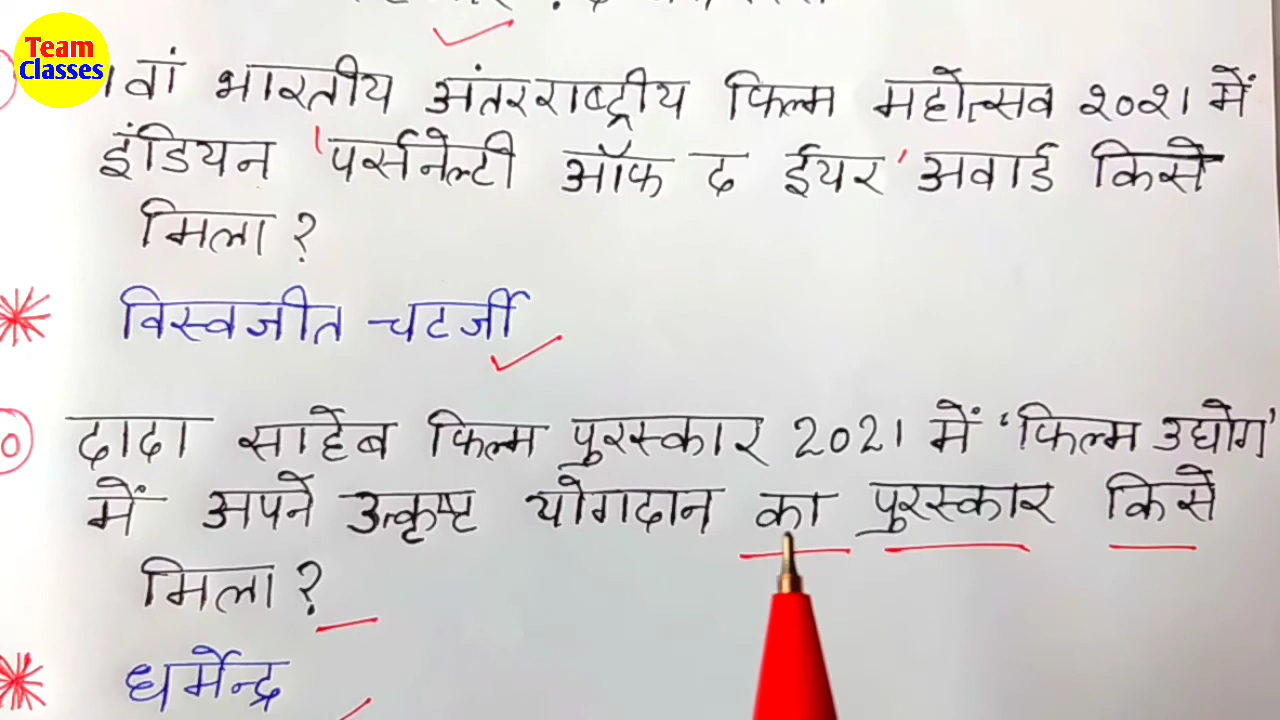 Team
Classes
वां भारतीय अंतरराष्ट्रीय फिल्म महोत्सव २०२१ में
इंडियन 'पर्सनेल्टी ऑफ द ईयर' अवार्ड किसे
मिला ?
विस्वजीत चटर्जी
दादा साहेब फिल्म पुरस्कार 2021 में 'फिल्म उद्योग'
में अपने उत्कृष्ट योगदान का पुरस्कार किसे
मिला ?
धर्मेन्द्र